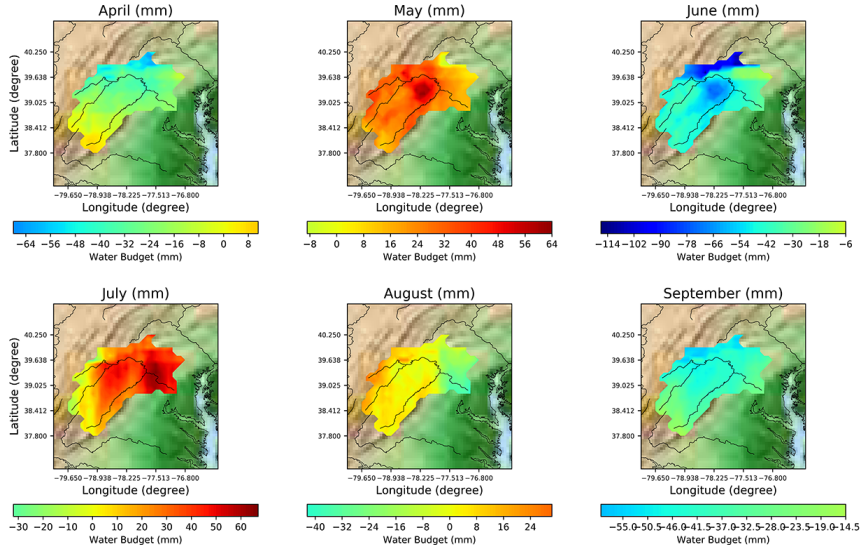 April (mm) May (mm) June (mm)
Latitude (degree)
40.250 40.250 40.250
39.638 39.638 39.638
39.025 39.025 39.025
38.412 38.412 38.412
37.800 37.800 37.800
−79.650 −78.938 −78.225 −77.513 −76.800 −79.650 −78.938 −78.225 −77.513 −76.800 −79.650 −78.938 −78.225 −77.513 −76.800
Longitude (degree) Longitude (degree) Longitude (degree)
−64 −56 −48 −40 −32 −24 −16 −8 0 8 −8 0 8 16 24 32 40 48 56 64 −114 −102 −90 −78 −66 −54 −42 −30 −18 −6
Water Budget (mm) Water Budget (mm) Water Budget (mm)
July (mm) August (mm) September (mm)
Latitude (degree)
40.250 40.250 40.250
39.638 39.638 39.638
39.025 39.025 39.025
38.412 38.412 38.412
37.800 37.800 37.800
−79.650 −78.938 −78.225 −77.513 −76.800 −79.650 −78.938 −78.225 −77.513 −76.800 −79.650 −78.938 −78.225 −77.513 −76.800
Longitude (degree) Longitude (degree) Longitude (degree)
−30 −20 −10 0 10 20 30 40 50 60 −40 −32 −24 −16 −8 0 8 16 24 −55.0 −50.5 −46.0 −41.5 −37.0 −32.5 −28.0 −23.5 −19.0 −14.5
Water Budget (mm) Water Budget (mm) Water Budget (mm)